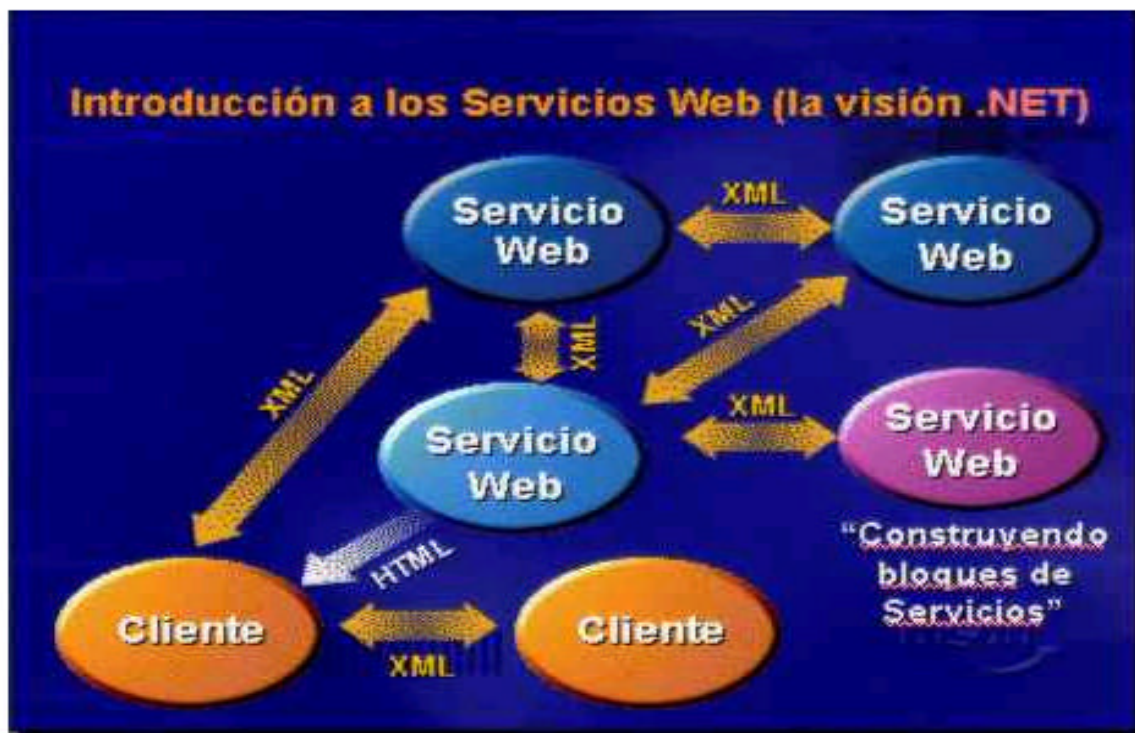 Introducción a los Servicios Web (la visión .NET)
Servicio
Web
XML
Servicio
Web
XML
XML
XML
Servicio
Web
XML
Servicio
Web
HTML
"Construyendo
bloques de
Servicios"
Cliente
XML
Cliente